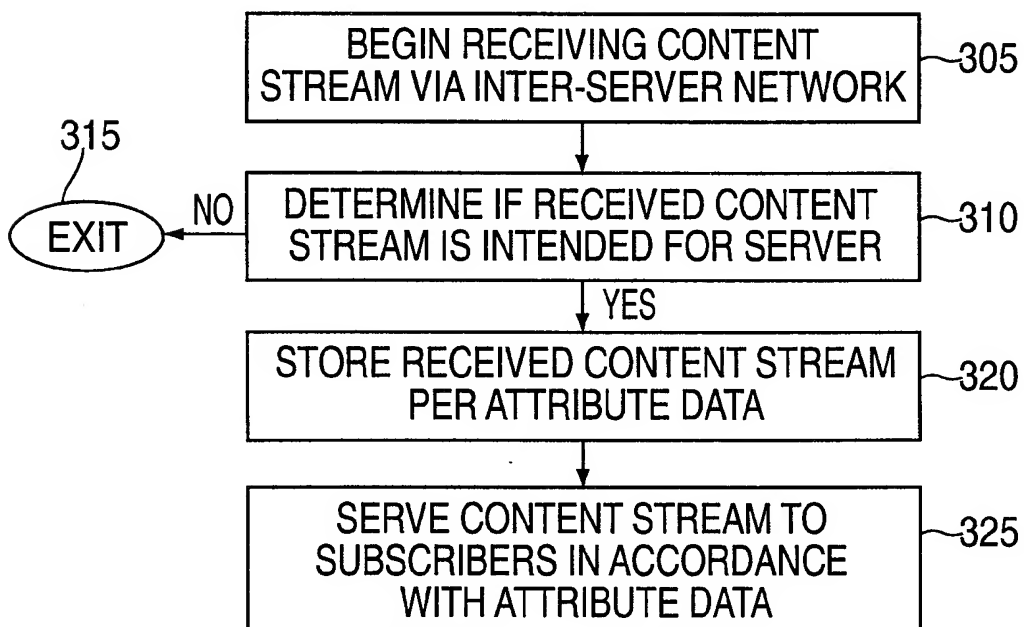 BEGIN RECEIVING CONTENT
STREAM VIA INTER-SERVER NETWORK
305
315
EXIT
NO
DETERMINE IF RECEIVED CONTENT
STREAM IS INTENDED FOR SERVER
310
YES
STORE RECEIVED CONTENT STREAM
PER ATTRIBUTE DATA
320
SERVE CONTENT STREAM TO
SUBSCRIBERS IN ACCORDANCE
WITH ATTRIBUTE DATA
325